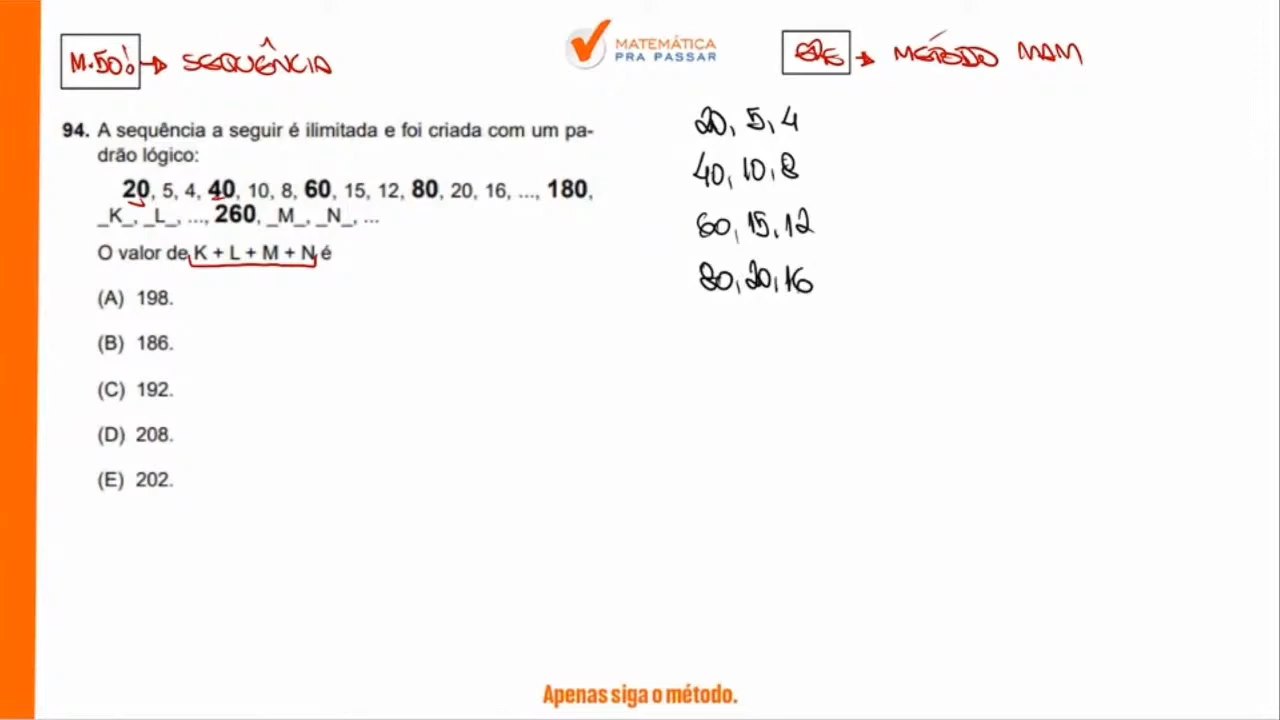 M.50! → SEQUÊNCIA
MATEMÁTICA
PRA PASSAR
→ MÉTODO MAM
94. A sequência a seguir é ilimitada e foi criada com um pa-
drão lógico:
20, 5, 4, 40, 10, 8, 60, 15, 12, 80, 20, 16, ..., 180,
_K_, _L_, ..., 260, _M_, _N_, ...
O valor de K + L + M + N é
(A) 198.
(B) 186.
(C) 192.
(D) 208.
(E) 202.
20, 5, 4
40, 10, 8
60, 15, 12
80, 20, 16
Apenas siga o método.